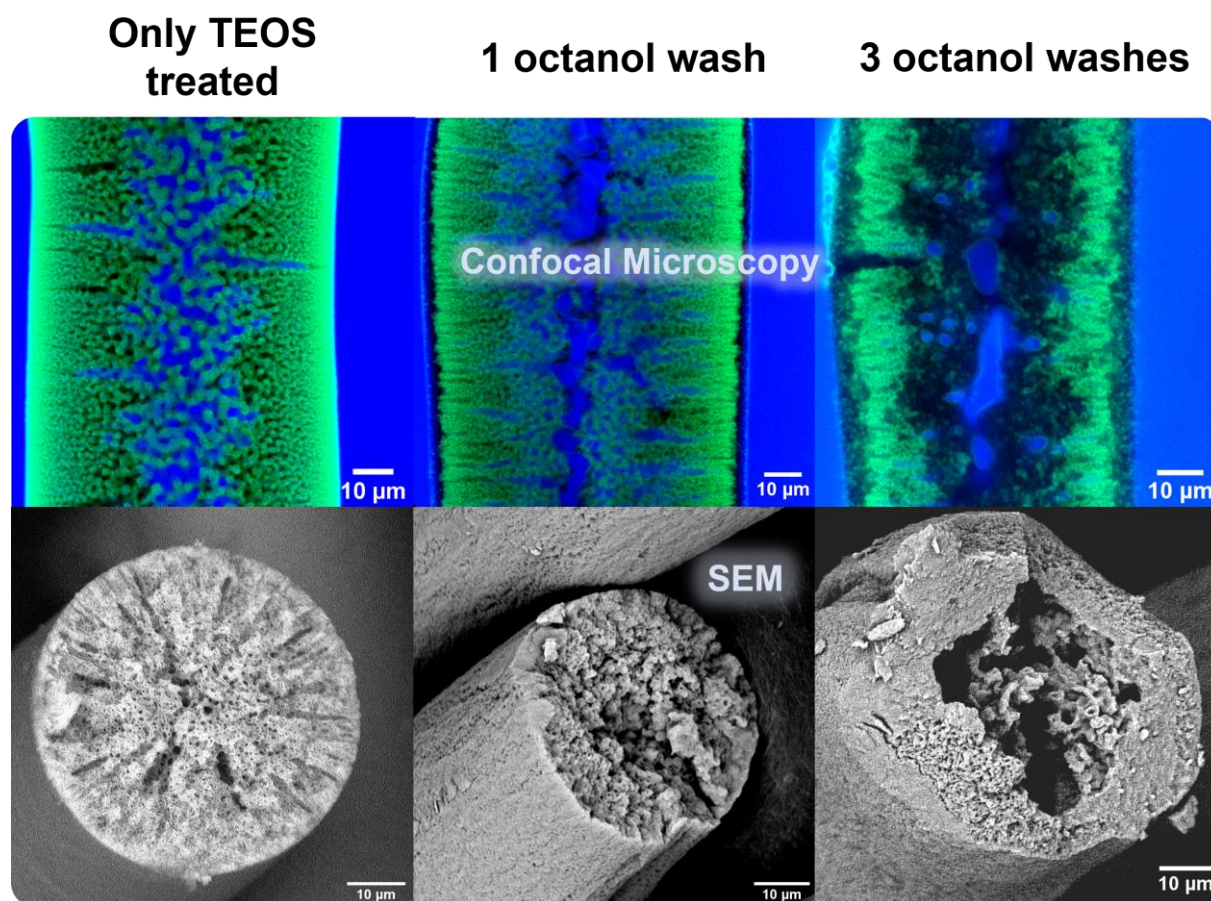 Only TEOS
treated
1 octanol wash
3 octanol washes
Confocal Microscopy
10 µm
10 µm
10 µm
SEM
10 µm
10 µm
10 µm